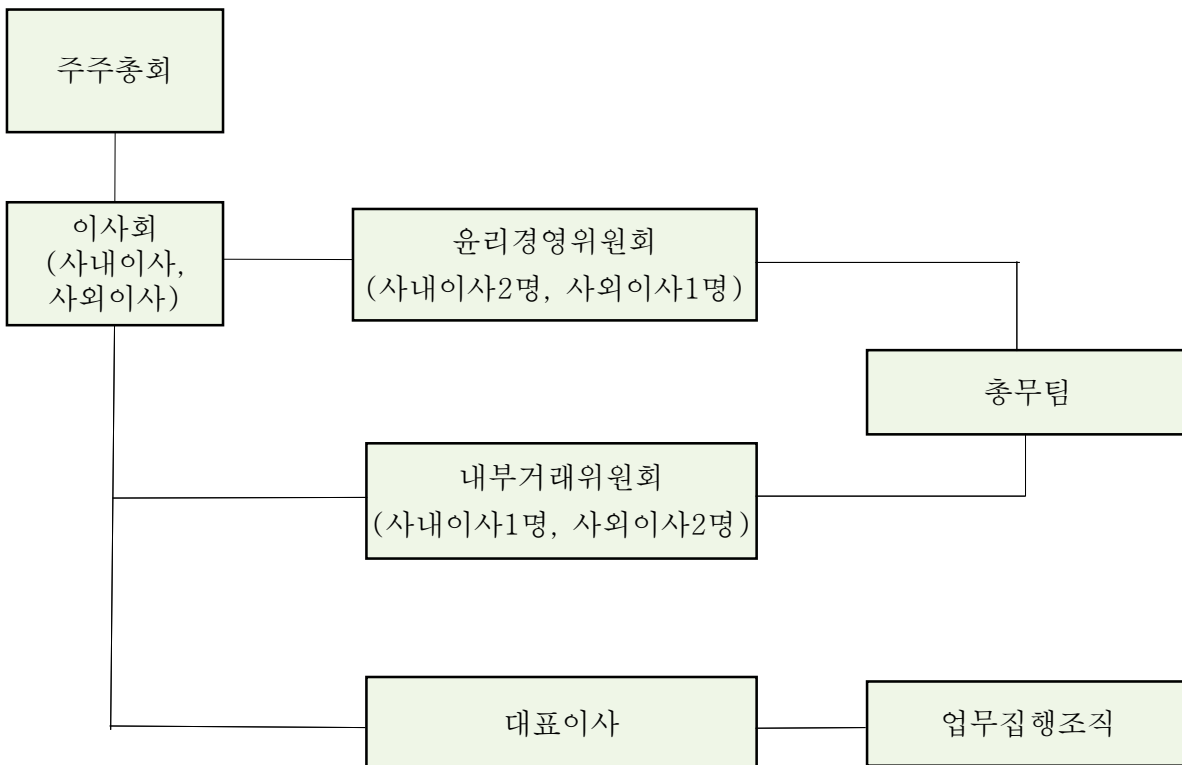 주주총회
이사회
(사내이사,
사외이사)
윤리경영위원회
(사내이사2명, 사외이사1명)
총무팀
내부거래위원회
(사내이사1명, 사외이사2명)
대표이사
업무집행조직